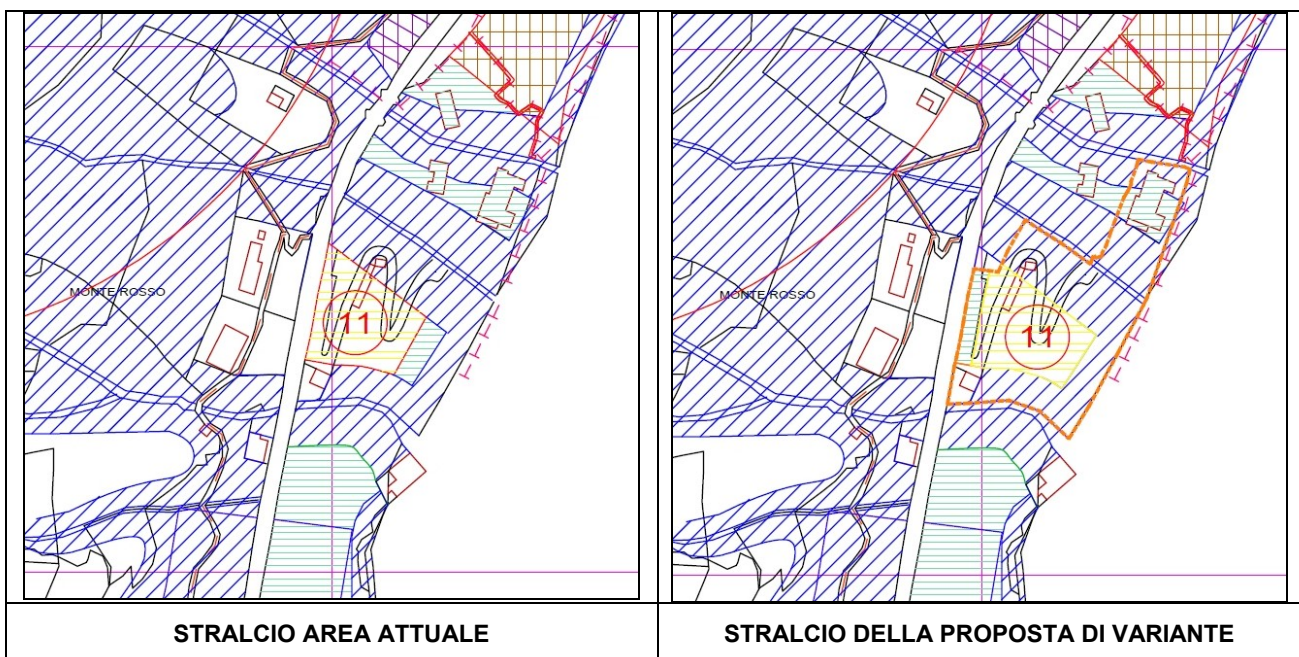 MONTE ROSSO
11
MONTE ROSSO
11
STRALCIO AREA ATTUALE
STRALCIO DELLA PROPOSTA DI VARIANTE